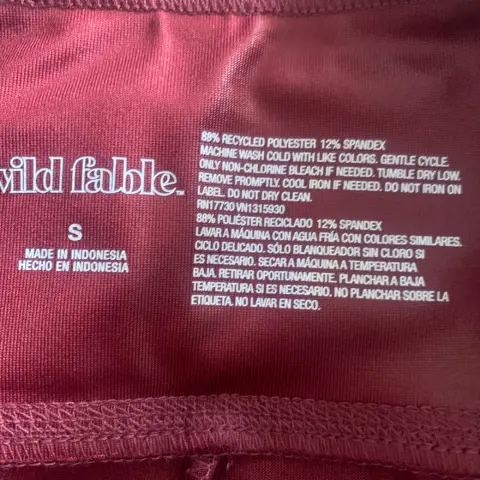 wild fable™
S
MADE IN INDONESIA
HECHO EN INDONESIA
88% RECYCLED POLYESTER 12% SPANDEX
MACHINE WASH COLD WITH LIKE COLORS. GENTLE CYCLE.
ONLY NON-CHLORINE BLEACH IF NEEDED. TUMBLE DRY LOW.
REMOVE PROMPTLY. COOL IRON IF NEEDED. DO NOT IRON ON
LABEL. DO NOT DRY CLEAN.
RN17730 VN1315930
88% POLIÉSTER RECICLADO 12% SPANDEX
LAVAR A MÁQUINA CON AGUA FRÍA CON COLORES SIMILARES.
CICLO DELICADO. SÓLO BLANQUEADOR SIN CLORO SI
ES NECESARIO. SECAR A MÁQUINA A TEMPERATURA
BAJA. RETIRAR OPORTUNAMENTE. PLANCHAR A BAJA
TEMPERATURA SI ES NECESARIO. NO PLANCHAR SOBRE LA
ETIQUETA. NO LAVAR EN SECO.